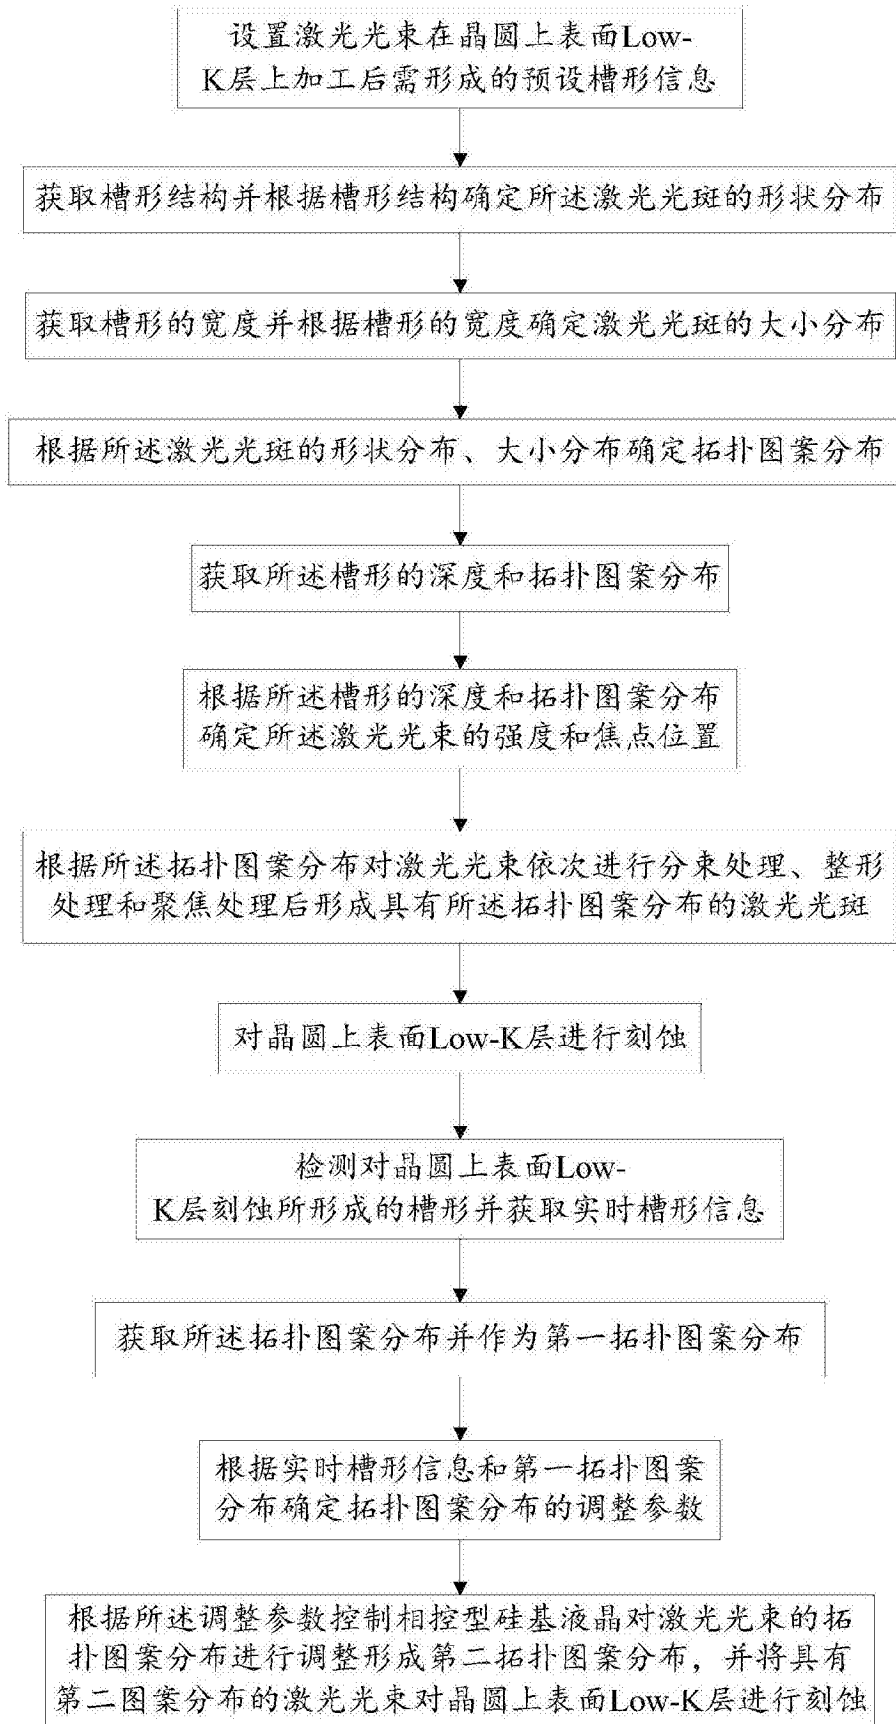 设置激光光束在晶圆上表面Low-
K层上加工后需形成的预设槽形信息
获取槽形结构并根据槽形结构确定所述激光光斑的形状分布
获取槽形的宽度并根据槽形的宽度确定激光光斑的大小分布
根据所述激光光斑的形状分布、大小分布确定拓扑图案分布
获取所述槽形的深度和拓扑图案分布
根据所述槽形的深度和拓扑图案分布
确定所述激光光束的强度和焦点位置
根据所述拓扑图案分布对激光光束依次进行分束处理、整形
处理和聚焦处理后形成具有所述拓扑图案分布的激光光斑
对晶圆上表面Low-K层进行刻蚀
检测对晶圆上表面Low-
K层刻蚀所形成的槽形并获取实时槽形信息
获取所述拓扑图案分布并作为第一拓扑图案分布
根据实时槽形信息和第一拓扑图案
分布确定拓扑图案分布的调整参数
根据所述调整参数控制相控型硅基液晶对激光光束的拓
扑图案分布进行调整形成第二拓扑图案分布，并将具有
第二图案分布的激光光束对晶圆上表面Low-K层进行刻蚀